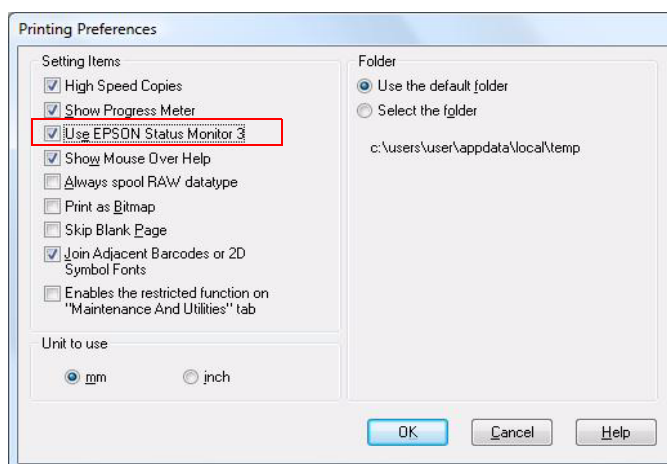 Printing Preferences
Setting Items
High Speed Copies
Show Progress Meter
Use EPSON Status Monitor 3
Show Mouse Over Help
Always spool RAW datatype
Print as Bitmap
Skip Blank Page
Join Adjacent Barcodes or 2D
Symbol Fonts
Enables the restricted function on
"Maintenance And Utilities" tab
Unit to use
mm
inch
Folder
Use the default folder
Select the folder
c:\users\user\appdata\local\temp
OK
Cancel
Help